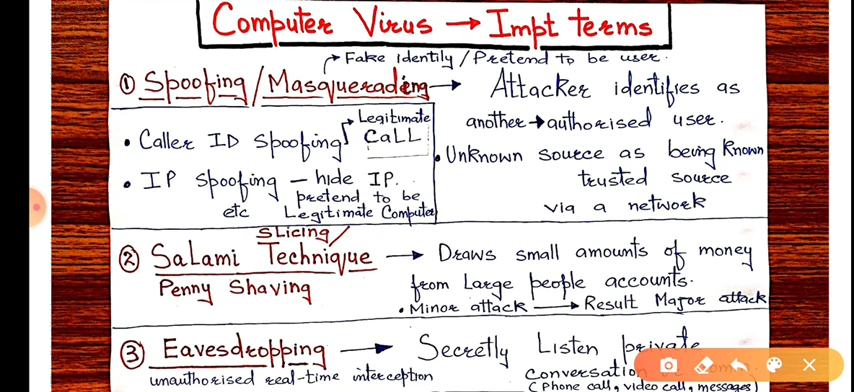 Computer Virus → Impt terms
→ Fake Identity / Pretend to be user.
① Spoofing / Masquerading → Attacker identifies as
another → authorised user.
• Unknown source as being known
trusted source
via a network
→ Legitimate
• Caller ID Spoofing CALL
• IP Spoofing – hide IP.
pretend to be
etc Legitimate Computer
SLICING /
② Salami Technique → Draws small amounts of money
Penny Shaving from Large people accounts.
• Minor attack → Result Major attack
③ Eavesdropping → Secretly Listen private
unauthorised real-time interception conversation
(Phone call, video call, messages)